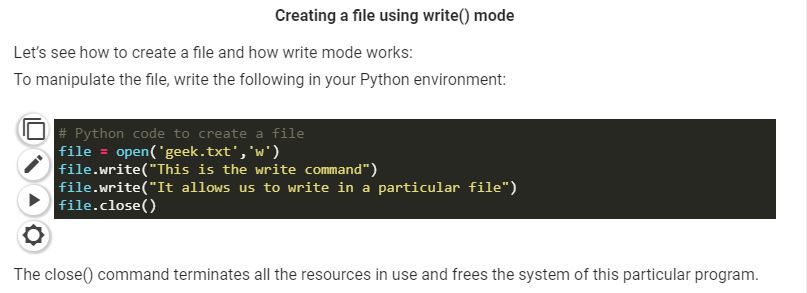 Creating a file using write() mode
Let's see how to create a file and how write mode works:
To manipulate the file, write the following in your Python environment:
# Python code to create a file
file = open('geek.txt','w')
file.write("This is the write command")
file.write("It allows us to write in a particular file")
file.close()
The close() command terminates all the resources in use and frees the system of this particular program.